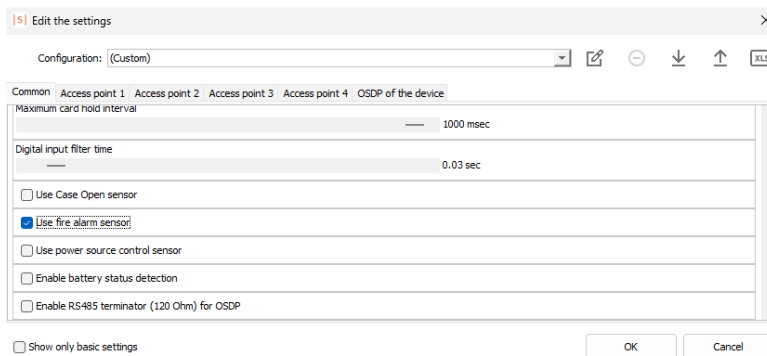 |S| Edit the settings
Configuration: (Custom)
XLS
Common Access point 1 Access point 2 Access point 3 Access point 4 OSDP of the device
Maximum card hold interval
1000 msec
Digital input filter time
0.03 sec
Use Case Open sensor
Use fire alarm sensor
Use power source control sensor
Enable battery status detection
Enable RS485 terminator (120 Ohm) for OSDP
Show only basic settings
OK Cancel